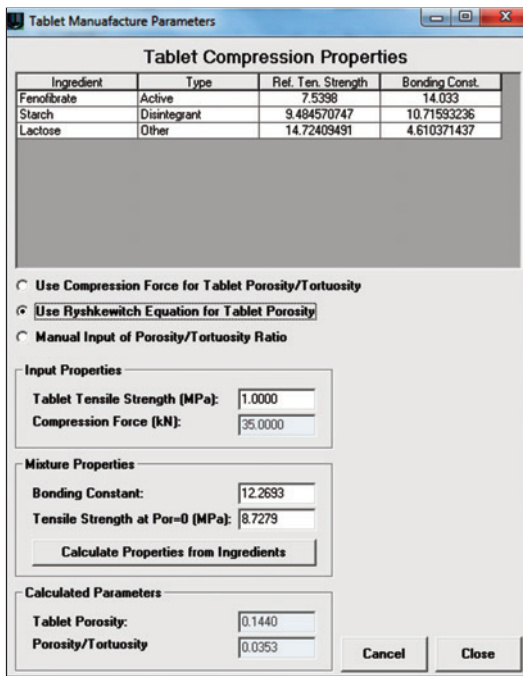 Tablet Manuafacture Parameters
Tablet Compression Properties
Ingredient Type Ref. Ten. Strength Bonding Const.
Fenofibrate Active 7.5398 14.033
Starch Disintegrant 9.484570747 10.71593236
Lactose Other 14.72409491 4.610371437
Use Compression Force for Tablet Porosity/Tortuosity
Use Ryshkewitch Equation for Tablet Porosity
Manual Input of Porosity/Tortuosity Ratio
Input Properties
Tablet Tensile Strength (MPa): 1.0000
Compression Force (kN): 35.0000
Mixture Properties
Bonding Constant: 12.2693
Tensile Strength at Por=0 (MPa): 8.7279
Calculate Properties from Ingredients
Calculated Parameters
Tablet Porosity: 0.1440
Porosity/Tortuosity 0.0353
Cancel Close